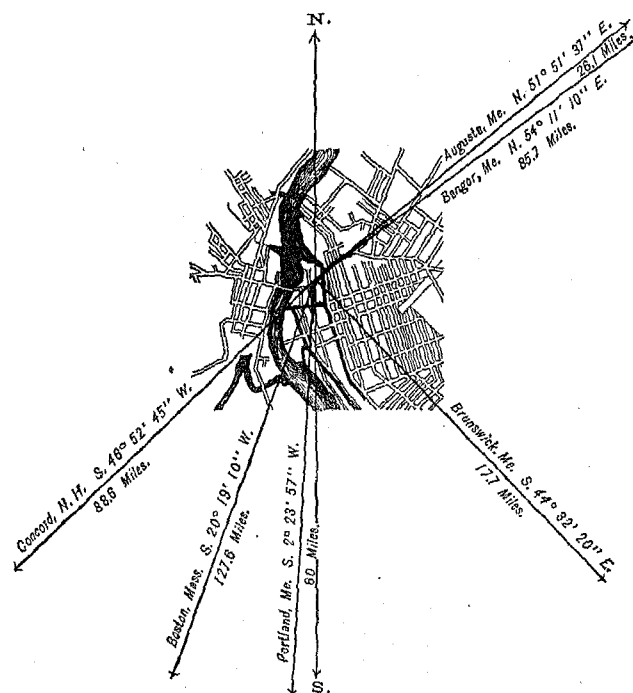 N.
Augusta, Me. N. 51° 51' 37" E.
26.1 Miles.
Bangor, Me. N. 54° 11' 10" E.
85.7 Miles.
Concord, N. H. S. 46° 52' 45" W.
88.6 Miles.
Boston, Mass. S. 20° 19' 10" W.
127.6 Miles.
Portland, Me. S. 2° 23' 57" W.
60 Miles.
Brunswick, Me. S. 44° 32' 20" E.
17.7 Miles.
S.